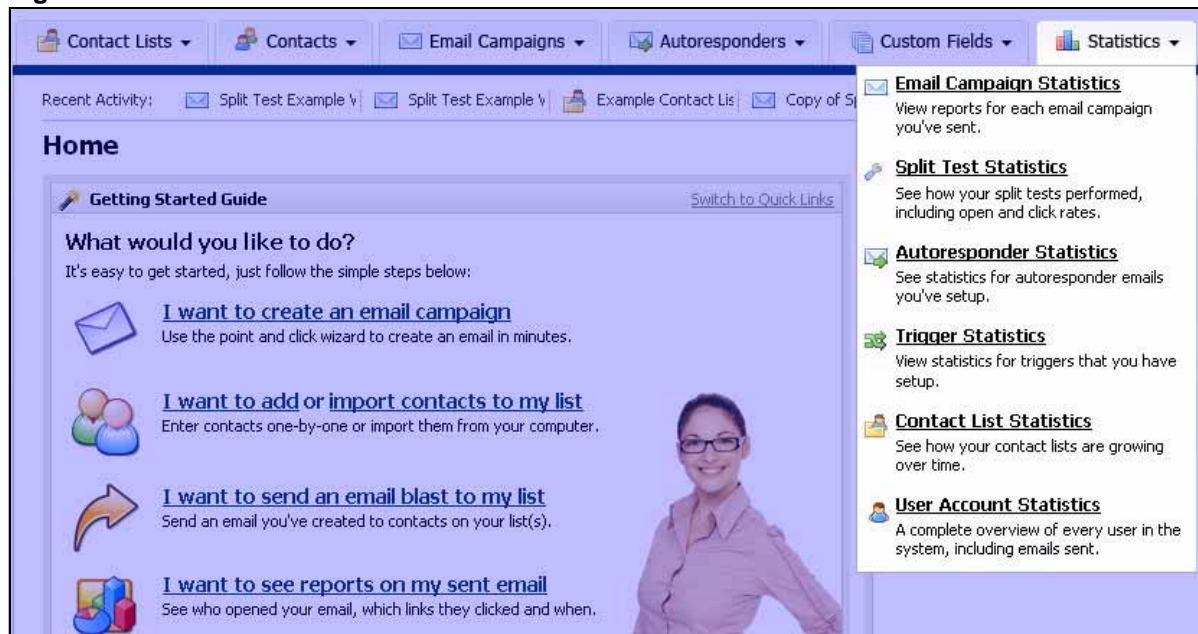 Contact Lists
Contacts
Email Campaigns
Autoresponders
Custom Fields
Statistics
Recent Activity:
Split Test Example
Split Test Example
Example Contact Lis
Copy of
Home
Getting Started Guide
Switch to Quick Links
What would you like to do?
It's easy to get started, just follow the simple steps below:
I want to create an email campaign
Use the point and click wizard to create an email in minutes.
I want to add or import contacts to my list
Enter contacts one-by-one or import them from your computer.
I want to send an email blast to my list
Send an email you've created to contacts on your list(s).
I want to see reports on my sent email
See who opened your email, which links they clicked and when.
Email Campaign Statistics
View reports for each email campaign
you've sent.
Split Test Statistics
See how your split tests performed,
including open and click rates.
Autoresponder Statistics
See statistics for autoresponder emails
you've setup.
Trigger Statistics
View statistics for triggers that you have
setup.
Contact List Statistics
See how your contact lists are growing
over time.
User Account Statistics
A complete overview of every user in the
system, including emails sent.